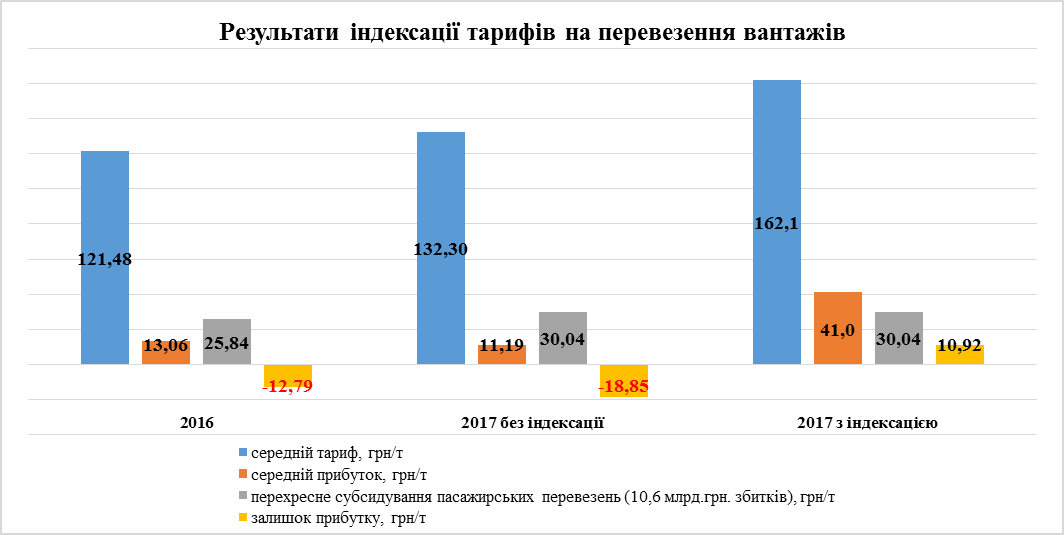 Результати індексації тарифів на перевезення вантажів
121,48
13,06
25,84
-12,79
132,30
11,19
30,04
-18,85
162,1
41,0
30,04
10,92
2016
2017 без індексації
2017 з індексацією
середній тариф, грн/т
середній прибуток, грн/т
перехресне субсидування пасажирських перевезень (10,6 млрд.грн. збитків), грн/т
залишок прибутку, грн/т